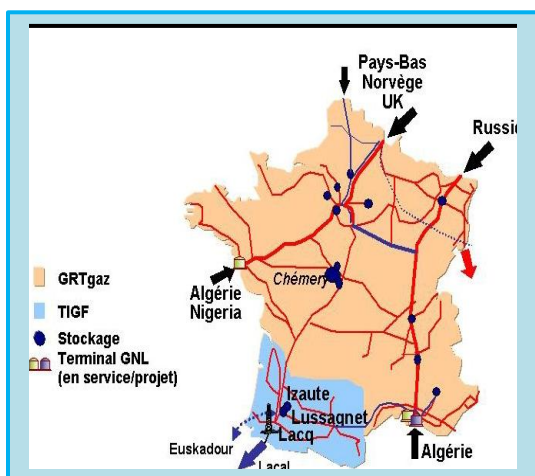 Pays-Bas
Norvège
UK
Russie
GRTgaz
TIGF
Stockage
Terminal GNL
(en service/projet)
Algérie
Nigeria
Chémery
Izaute
Lussagnet
Lacq
Euskadour
Lacal
Algérie